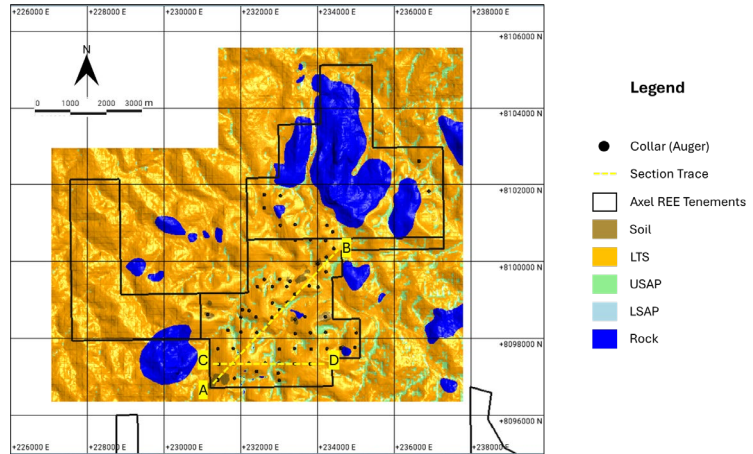 +226000 E +228000 E +230000 E +232000 E +234000 E +236000 E +238000 E
+8106000 N
N
0 1000 2000 3000 m
+8104000 N
+8102000 N
B
+8100000 N
+8098000 N
C D
A
+8096000 N
+226000 E +228000 E +230000 E +232000 E +234000 E +236000 E +238000 E
Legend
Collar (Auger)
Section Trace
Axel REE Tenements
Soil
LTS
USAP
LSAP
Rock